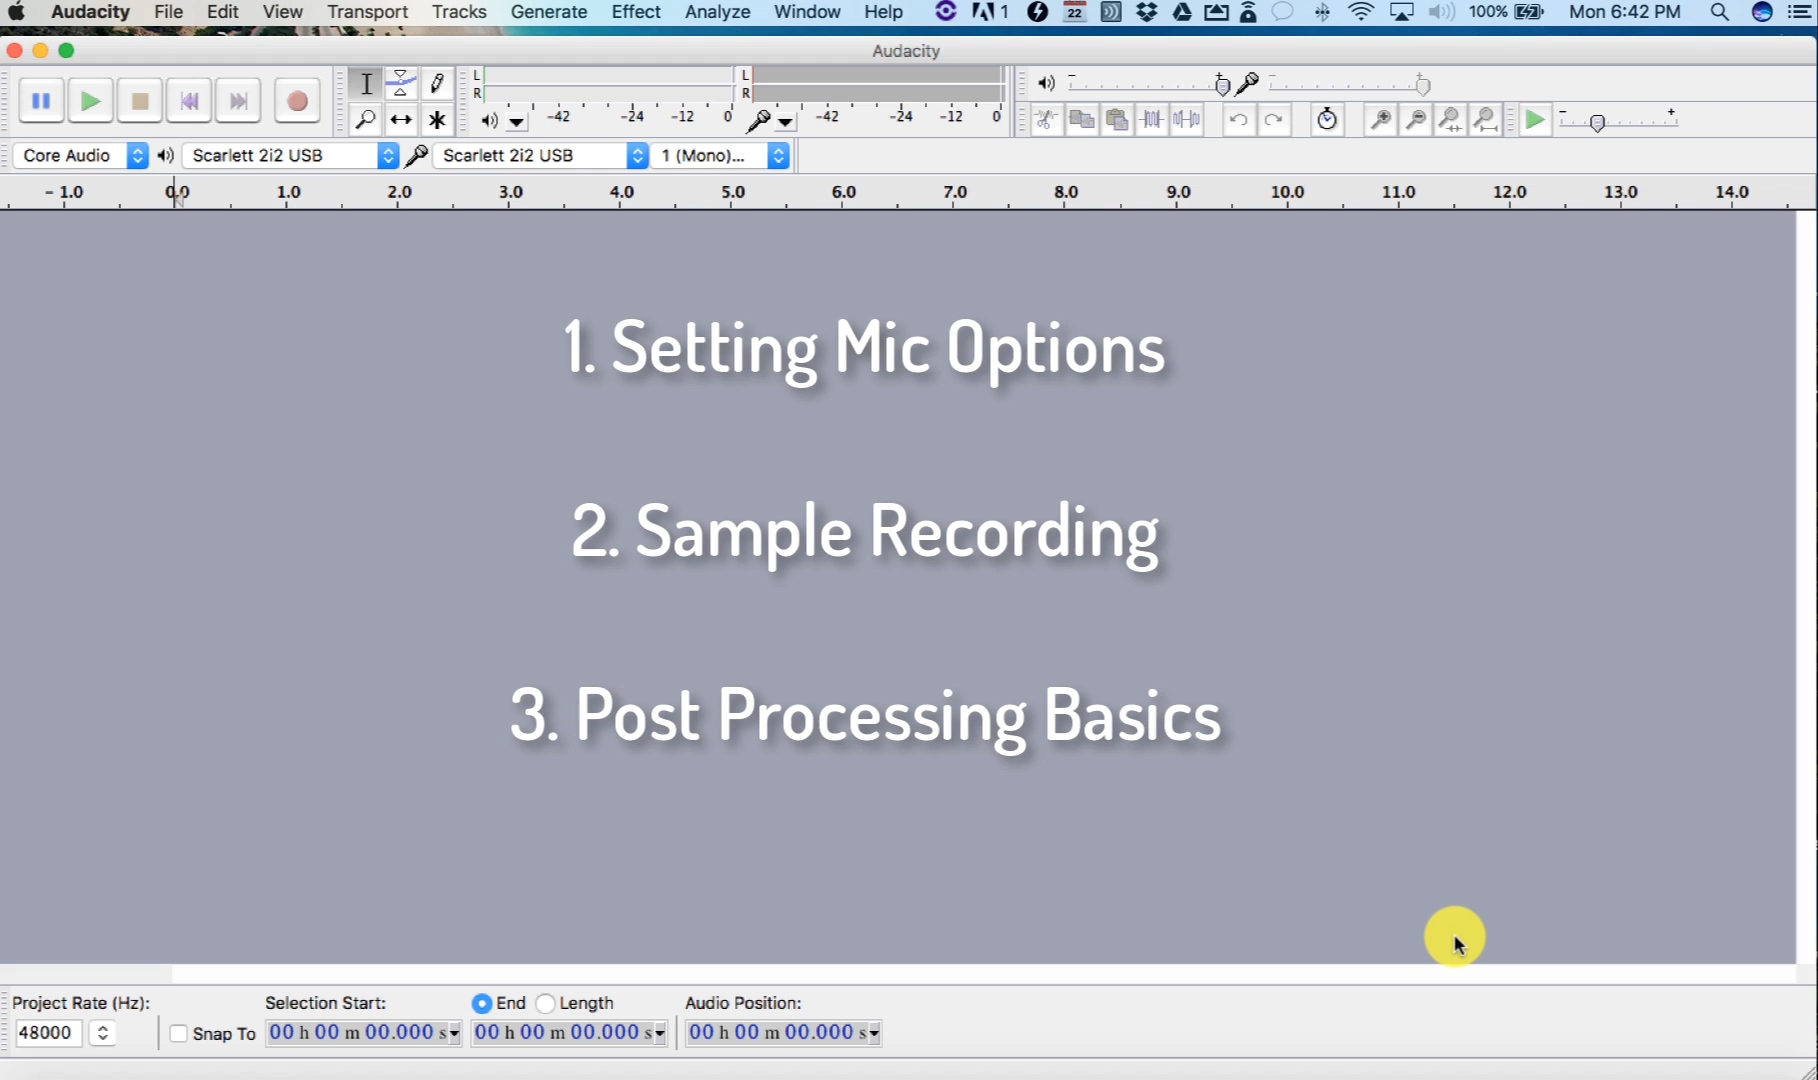 Audacity File Edit View Transport Tracks Generate Effect Analyze Window Help 1 22 100% Mon 6:42 PM
Audacity
L L
R R
-42 -24 -12 0 -42 -24 -12 0
Core Audio Scarlett 2i2 USB Scarlett 2i2 USB 1 (Mono)...
- 1.0 0.0 1.0 2.0 3.0 4.0 5.0 6.0 7.0 8.0 9.0 10.0 11.0 12.0 13.0 14.0
1. Setting Mic Options
2. Sample Recording
3. Post Processing Basics
Project Rate (Hz): Selection Start: End Length Audio Position:
48000 Snap To 00 h 00 m 00.000 s 00 h 00 m 00.000 s 00 h 00 m 00.000 s